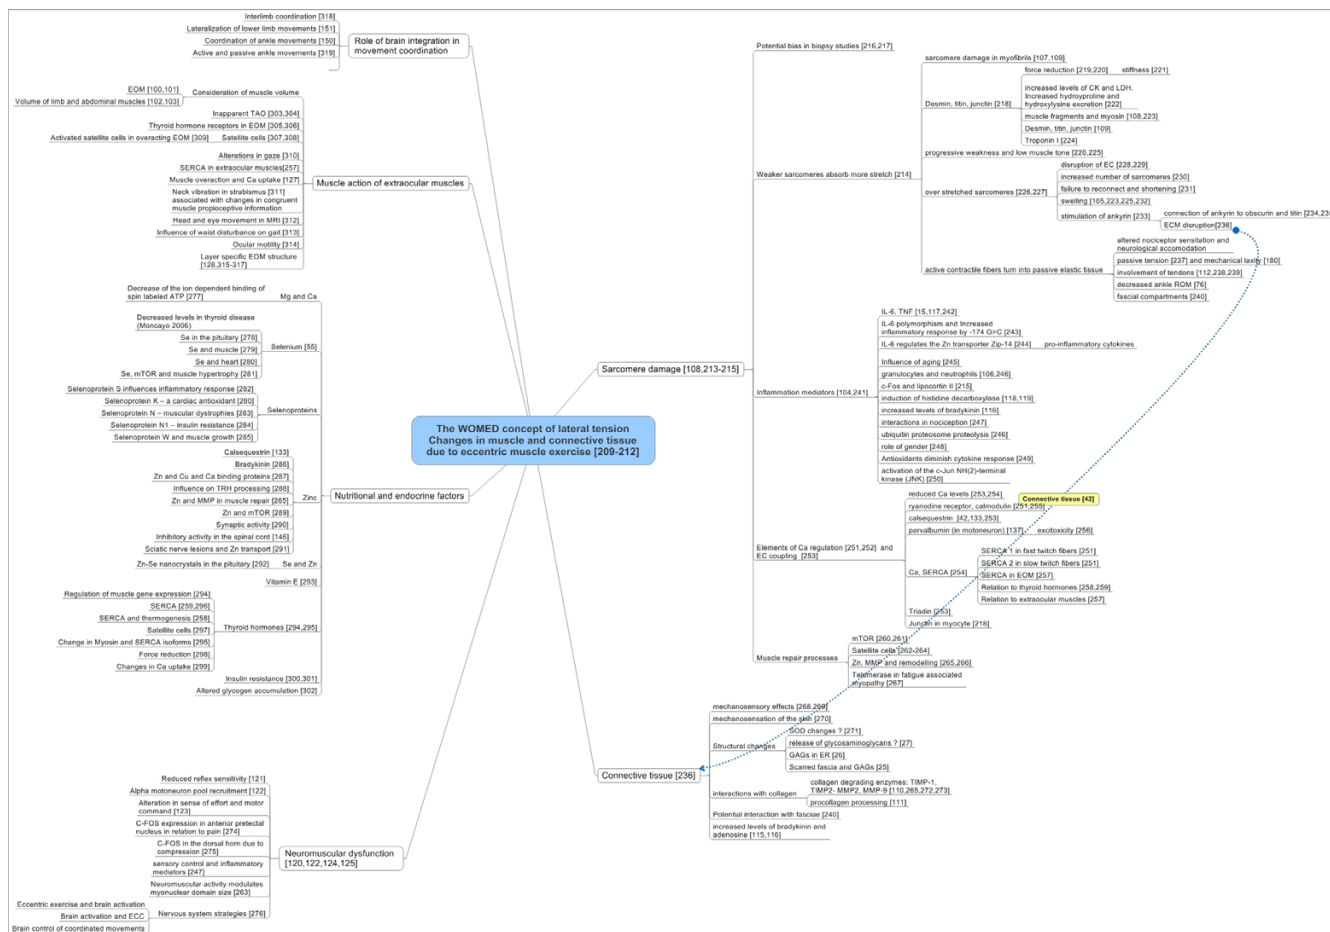 Interlimb coordination [318]
Lateralization of lower limb movements [151]
Coordination of ankle movements [150]
Active and passive ankle movements [319]
Role of brain integration in
movement coordination
EOM [100,101]
Volume of limb and abdominal muscles [102,103]
Consideration of muscle volume
Inapparent TAO [303,304]
Thyroid hormone receptors in EOM [305,306]
Activated satellite cells in overacting EOM [309]
Satellite cells [307,308]
Alterations in gaze [310]
SERCA in extraocular muscles[257]
Muscle overaction and Ca uptake [127]
Neck vibration in strabismus [311]
associated with changes in congruent
muscle propioceptive information
Head and eye movement in MRI [312]
Influence of waist disturbance on gait [313]
Ocular motility [314]
Layer specific EOM structure
[128,315-317]
Muscle action of extraocular muscles
Decrease of the ion dependent binding of
spin labeled ATP [277]
Mg and Ca
Decreased levels in thyroid disease
(Moncayo 2006)
Se in the pituitary [278]
Se and muscle [279]
Se and heart [280]
Se, mTOR and muscle hypertrophy [281]
Selenium [55]
Selenoprotein S influences inflammatory response [282]
Selenoprotein K – a cardiac antioxidant [280]
Selenoprotein N – muscular dystrophies [283]
Selenoprotein N1 – insulin resistance [284]
Selenoprotein W and muscle growth [285]
Selenoproteins
Calsequestrin [133]
Bradykinin [286]
Zn and Cu and Ca binding proteins [287]
Influence on TRH processing [288]
Zn and MMP in muscle repair [265]
Zn and mTOR [289]
Synaptic activity [290]
Inhibitory activity in the spinal cord [146]
Sciatic nerve lesions and Zn transport [291]
Zinc
Zn-Se nanocrystals in the pituitary [292]
Se and Zn
Vitamin E [293]
Regulation of muscle gene expression [294]
SERCA [259,296]
SERCA and thermogenesis [258]
Satellite cells [297]
Change in Myosin and SERCA isoforms [295]
Force reduction [298]
Changes in Ca uptake [299]
Thyroid hormones [294,295]
Insulin resistance [300,301]
Altered glycogen accumulation [302]
Nutritional and endocrine factors
Reduced reflex sensitivity [121]
Alpha motoneuron pool recruitment [122]
Alteration in sense of effort and motor
command [123]
C-FOS expression in anterior pretectal
nucleus in relation to pain [274]
C-FOS in the dorsal horn due to
compression [275]
sensory control and inflammatory
mediators [247]
Neuromuscular activity modulates
myonuclear domain size [263]
Eccentric exercise and brain activation
Brain activation and ECC
Brain control of coordinated movements
Nervous system strategies [276]
Neuromuscular dysfunction
[120,122,124,125]
The WOMED concept of lateral tension
Changes in muscle and connective tissue
due to eccentric muscle exercise [209-212]
Sarcomere damage [108,213-215]
Potential bias in biopsy studies [216,217]
Weaker sarcomeres absorb more stretch [214]
sarcomere damage in myofibrils [107,109]
Desmin, titin, junctin [218]
force reduction [219,220]
stiffness [221]
increased levels of CK and LDH.
Increased hydroyproline and
hydroxylysine excretion [222]
muscle fragments and myosin [108,223]
Desmin, titin, junctin [109]
Troponin I [224]
progressive weakness and low muscle tone [220,225]
over stretched sarcomeres [226,227]
disruption of EC [228,229]
increased number of sarcomeres [230]
failure to reconnect and shortening [231]
swelling [105,223,225,232]
stimulation of ankyrin [233]
connection of ankyrin to obscurin and titin [234,235
ECM disruption[236]
active contractile fibers turn into passive elastic tissue
altered nociceptor sensitation and
neurological accomodation
passive tension [237] and mechanical laxity [180]
involvement of tendons [112,238,239]
decreased ankle ROM [76]
fascial compartments [240]
Inflammation mediators [104,241]
IL-6, TNF [15,117,242]
IL-6 polymorphism and Increased
inflammatory response by -174 G>C [243]
IL-6 regulates the Zn transporter Zip-14 [244]
pro-inflammatory cytokines
Influence of aging [245]
granulocytes and neutrophils [106,246]
c-Fos and lipocortin II [215]
induction of histidine decarboxylase [118,119]
increased levels of bradykinin [116]
interactions in nociception [247]
ubiquitin proteosome proteolysis [246]
role of gender [248]
Antioxidants diminish cytokine response [249]
activation of the c-Jun NH(2)-terminal
kinase (JNK) [250]
Elements of Ca regulation [251,252] and
EC coupling [253]
reduced Ca levels [253,254]
ryanodine receptor, calmodulin [251,255]
calsequestrin [42,133,253]
parvalbumin (in motoneuron) [137]
excitoxicity [256]
Ca, SERCA [254]
SERCA 1 in fast twitch fibers [251]
SERCA 2 in slow twitch fibers [251]
SERCA in EOM [257]
Relation to thyroid hormones [258,259]
Relation to extraocular muscles [257]
Triadin [253]
Junctin in myocyte [218]
Connective tissue [42]
Muscle repair processes
mTOR [260,261]
Satellite cells [262-264]
Zn, MMP and remodelling [265,266]
Telomerase in fatigue associated
myopathy [267]
Connective tissue [236]
mechanosensory effects [268,269]
mechanosensation of the skin [270]
Structural changes
SOD changes ? [271]
release of glycosaminoglycans ? [27]
GAGs in ER [26]
Scarred fascia and GAGs [25]
interactions with collagen
collagen degrading enzymes: TIMP-1,
TIMP2- MMP2, MMP-9 [110,265,272,273]
procollagen processing [111]
Potential interaction with fasciae [240]
increased levels of bradykinin and
adenosine [115,116]